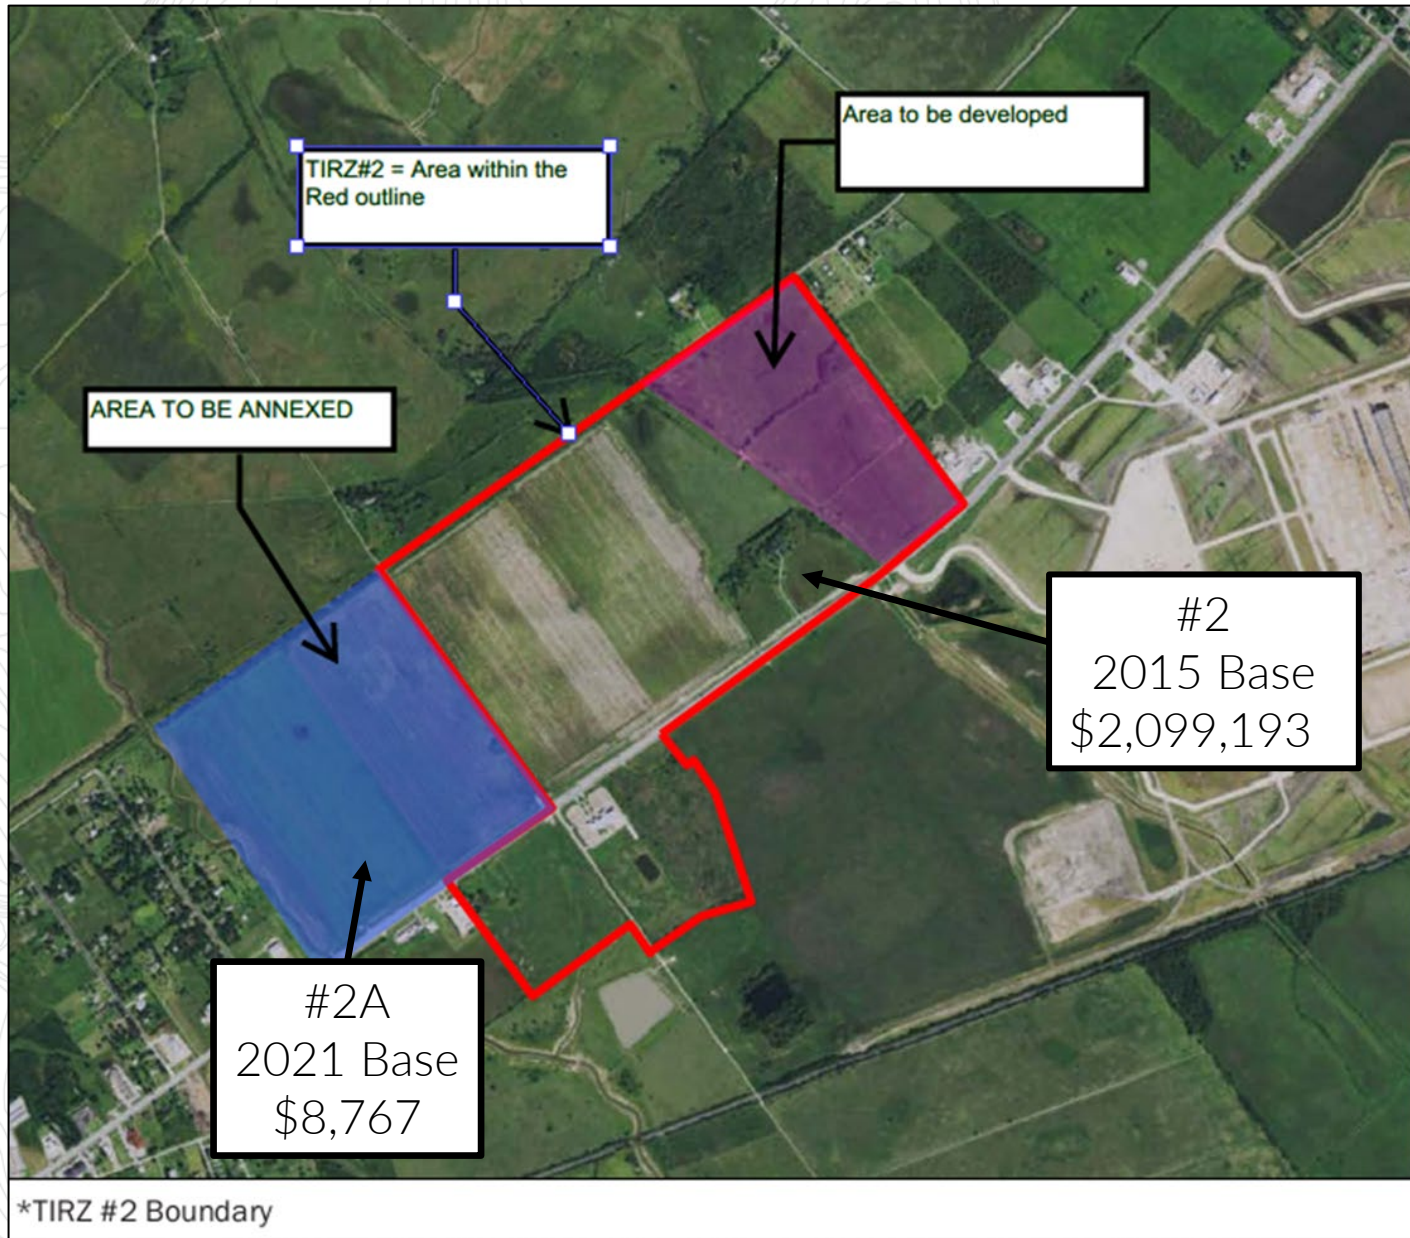 Area to be developed
TIRZ#2 = Area within the
Red outline
AREA TO BE ANNEXED
#2
2015 Base
$2,099,193
#2A
2021 Base
$8,767
*TIRZ #2 Boundary